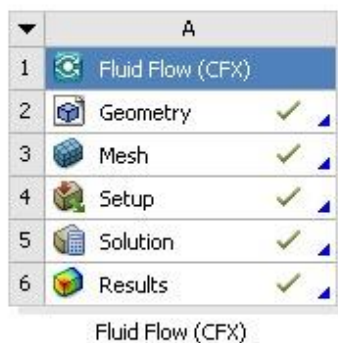 A
1 Fluid Flow (CFX)
2 Geometry
3 Mesh
4 Setup
5 Solution
6 Results
Fluid Flow (CFX)